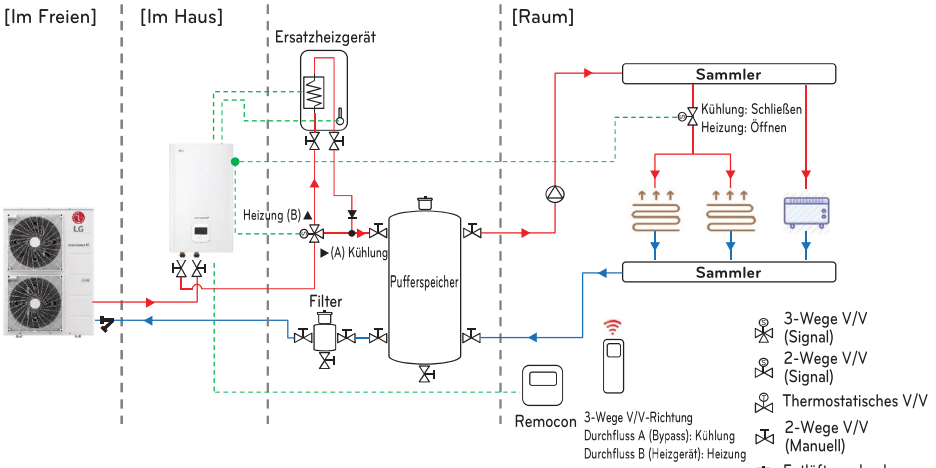 [Im Freien]
[Im Haus]
[Raum]
Ersatzheizgerät
Sammler
Kühlung: Schließen
Heizung: Öffnen
LG
Heizung (B) ▲
▶(A) Kühlung
Pufferspeicher
Filter
Sammler
Remocon
3-Wege V/V-Richtung
Durchfluss A (Bypass): Kühlung
Durchfluss B (Heizgerät): Heizung
S
3-Wege V/V
(Signal)
S
2-Wege V/V
(Signal)
T
Thermostatisches V/V
2-Wege V/V
(Manuell)